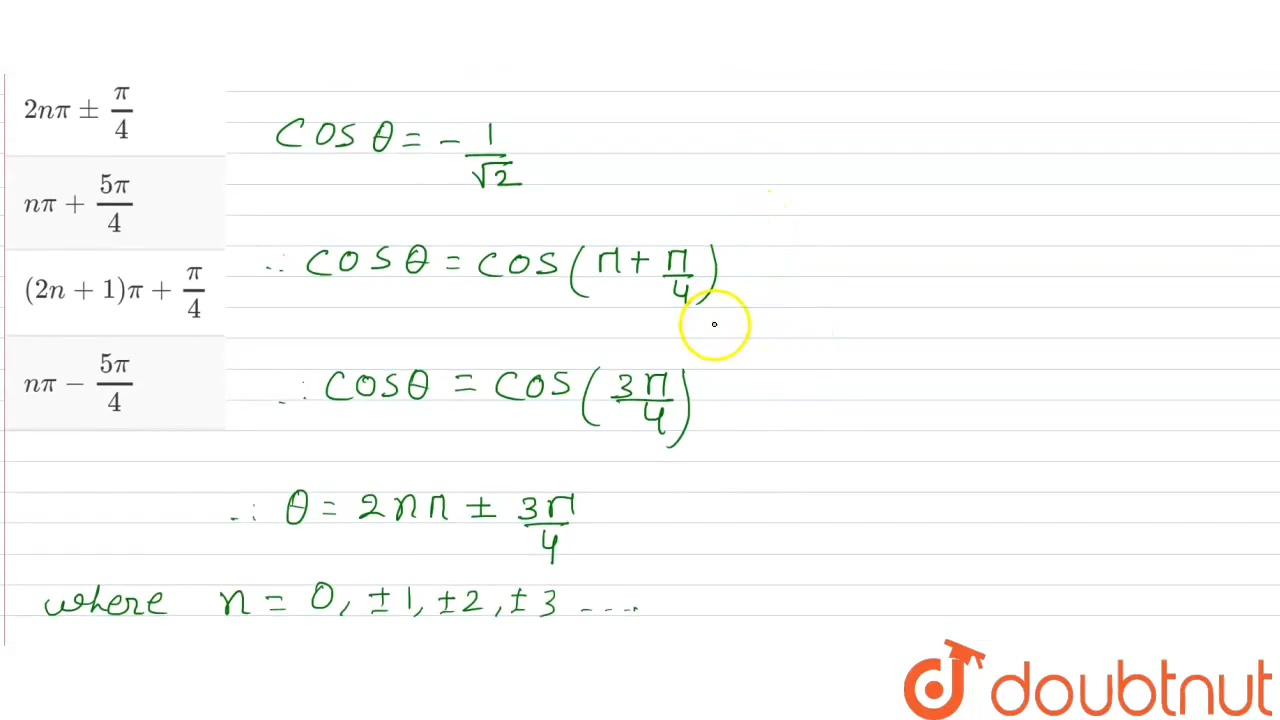 2nπ ± π/4
nπ + 5π/4
(2n + 1)π + π/4
nπ − 5π/4
COS θ = - 1/√2
∴ COS θ = COS (π + π/4)
∴ COSθ = COS (3π/4)
∴ θ = 2nπ ± 3π/4
where n = 0, ±1, ±2, ±3 ....
doubtnut